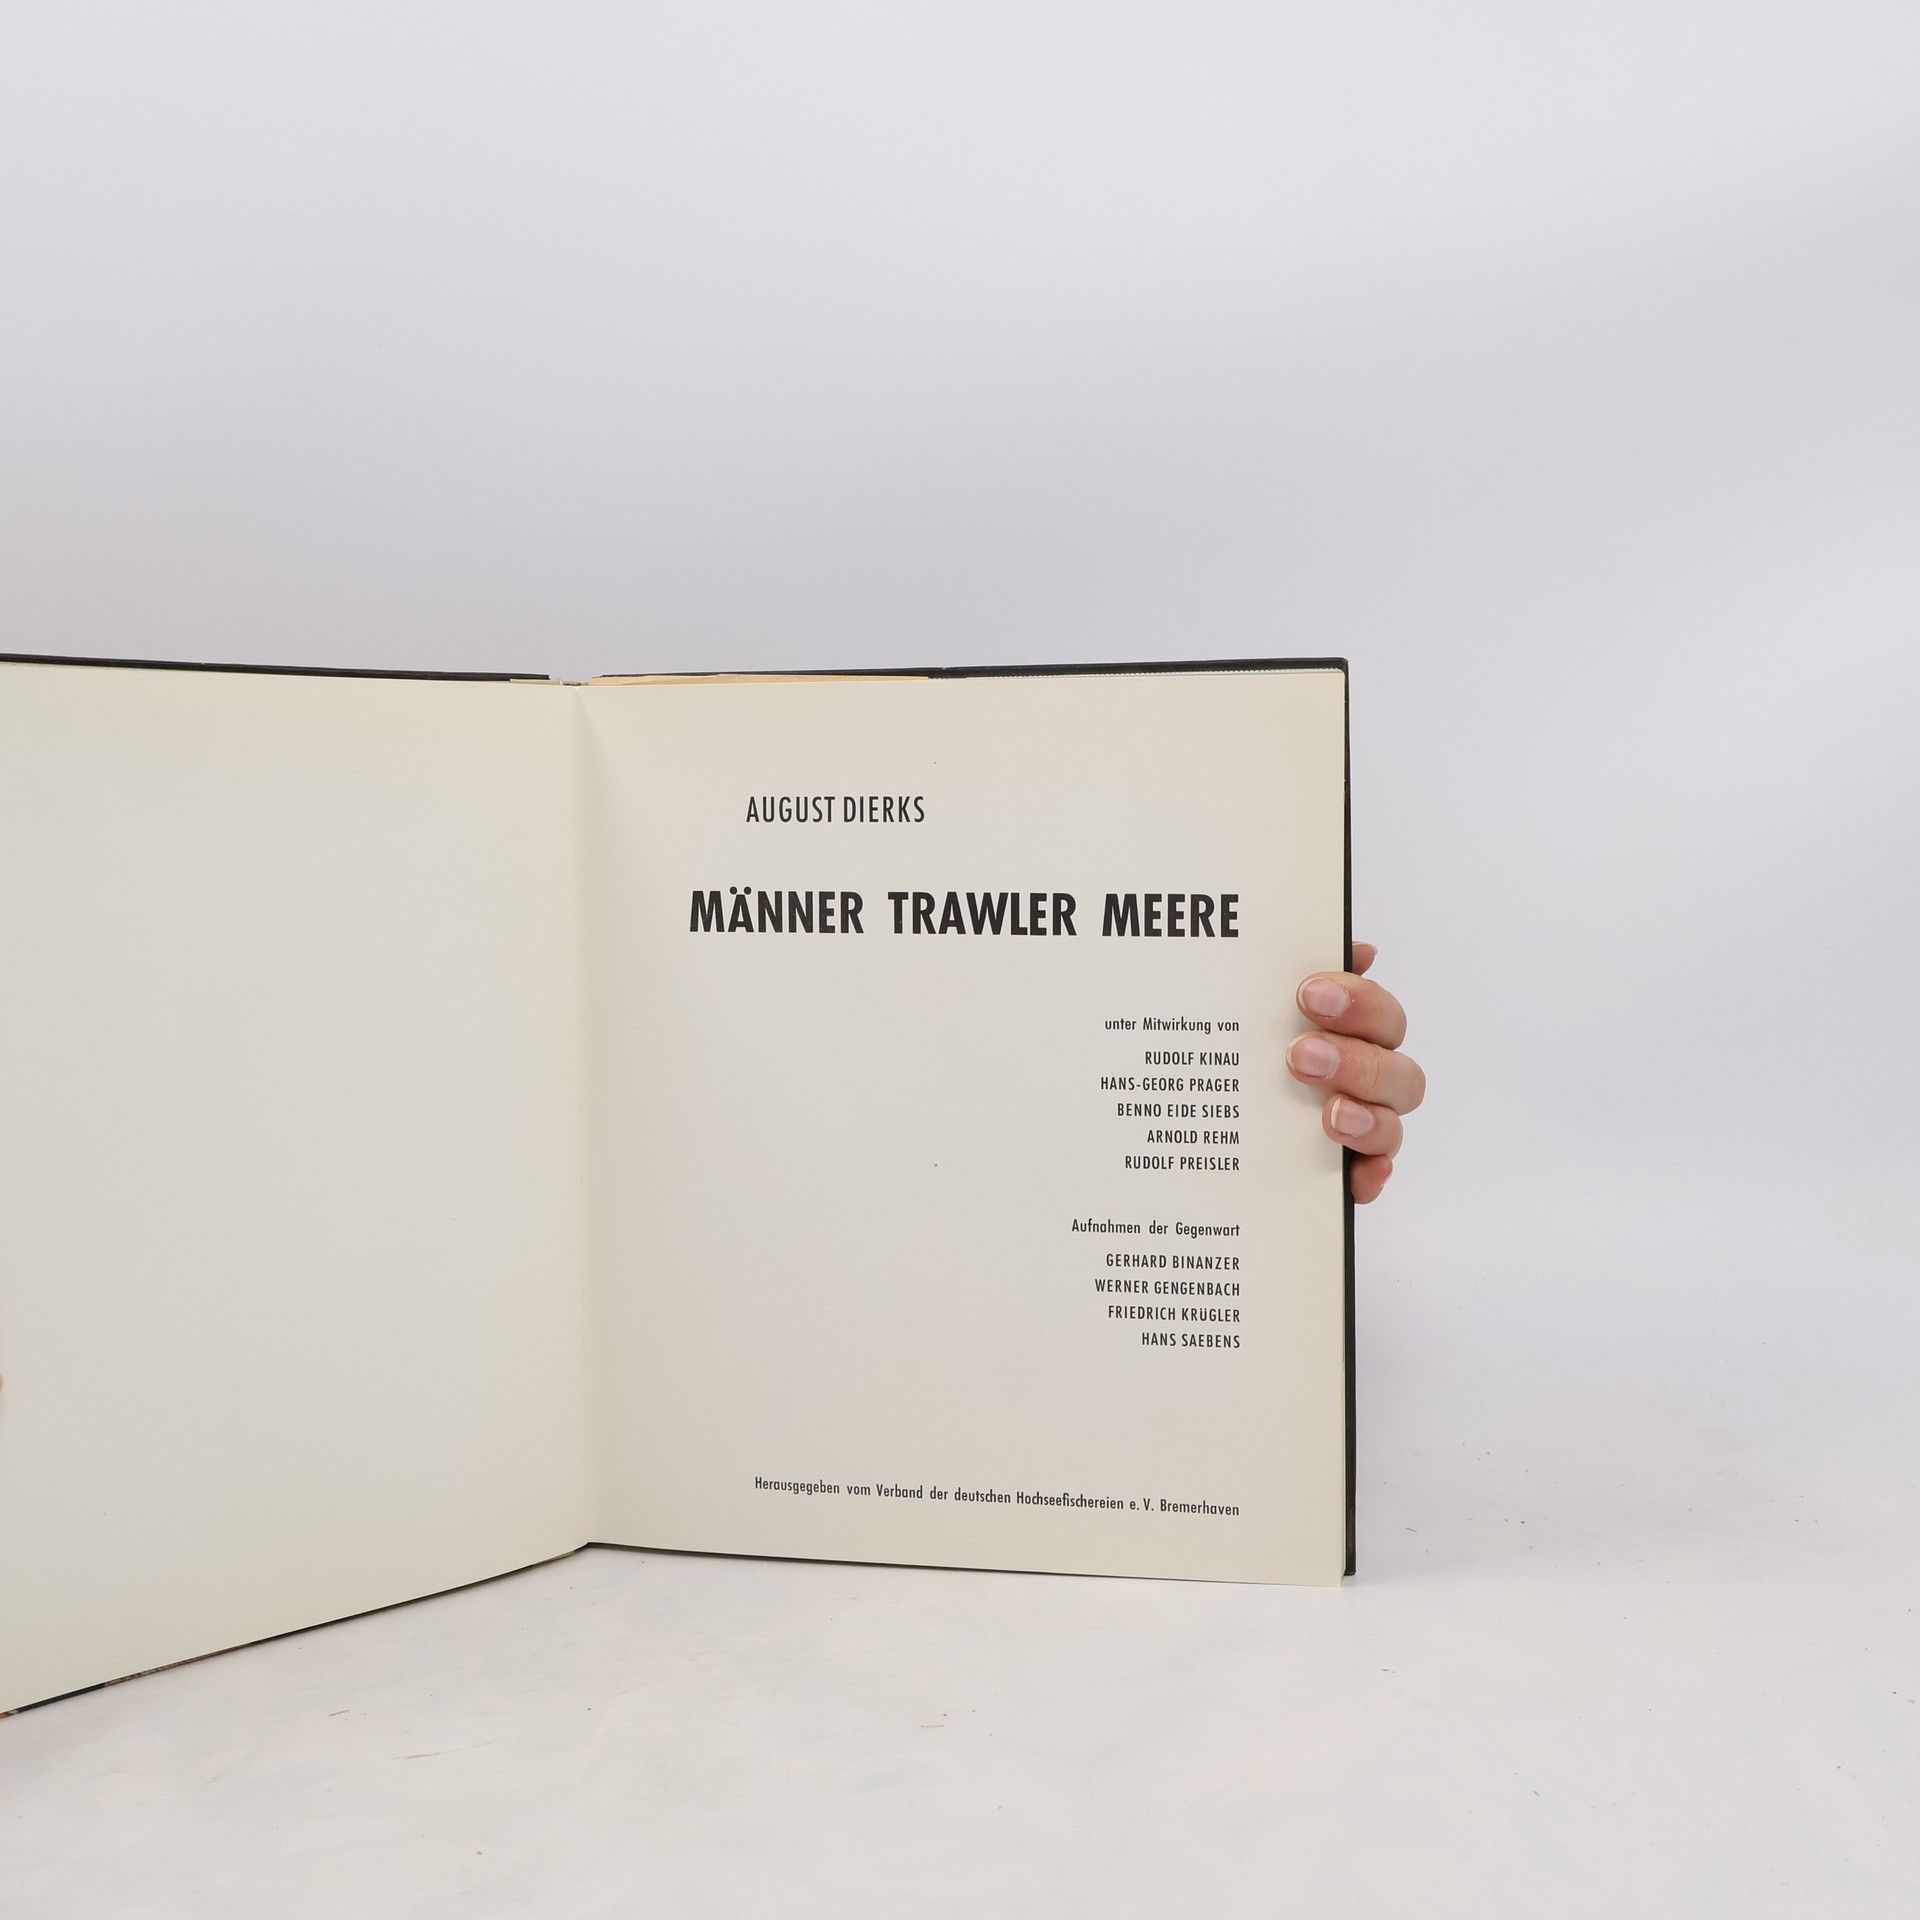 AUGUST DIERKS
MÄNNER TRAWLER MEERE
unter Mitwirkung von
RUDOLF KINAU
HANS-GEORG PRAGER
BENNO EIDE SIEBS
ARNOLD REHM
RUDOLF PREISLER
Aufnahmen der Gegenwart
GERHARD BINANZER
WERNER GENGENBACH
FRIEDRICH KRÜGLER
HANS SAEBENS
Herausgegeben vom Verband der deutschen Hochseefischereien e. V. Bremerhaven